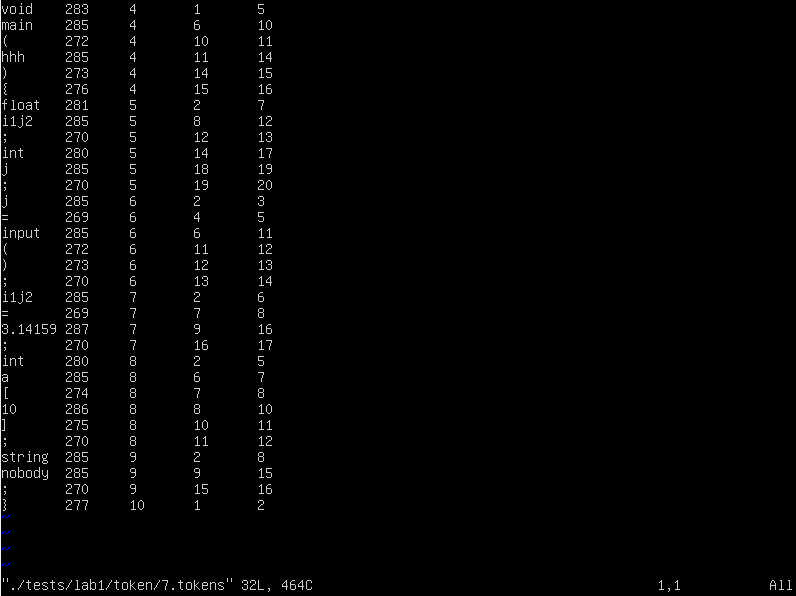 void    283     4       1       5
main    285     4       6       10
(       272     4       10      11
hhh     285     4       11      14
)       273     4       14      15
{       276     4       15      16
float   281     5       2       7
i1j2    285     5       8       12
;       270     5       12      13
int     280     5       14      17
j       285     5       18      19
;       270     5       19      20
j       285     6       2       3
=       269     6       4       5
input   285     6       6       11
(       272     6       11      12
)       273     6       12      13
;       270     6       13      14
i1j2    285     7       2       6
=       269     7       7       8
3.14159 287     7       9       16
;       270     7       16      17
int     280     8       2       5
a       285     8       6       7
[       274     8       7       8
10      286     8       8       10
]       275     8       10      11
;       270     8       11      12
string  285     9       2       8
nobody  285     9       9       15
;       270     9       15      16
}       277     10      1       2
~
~
~
~
"./tests/lab1/token/7.tokens" 32L, 464C 1,1 All